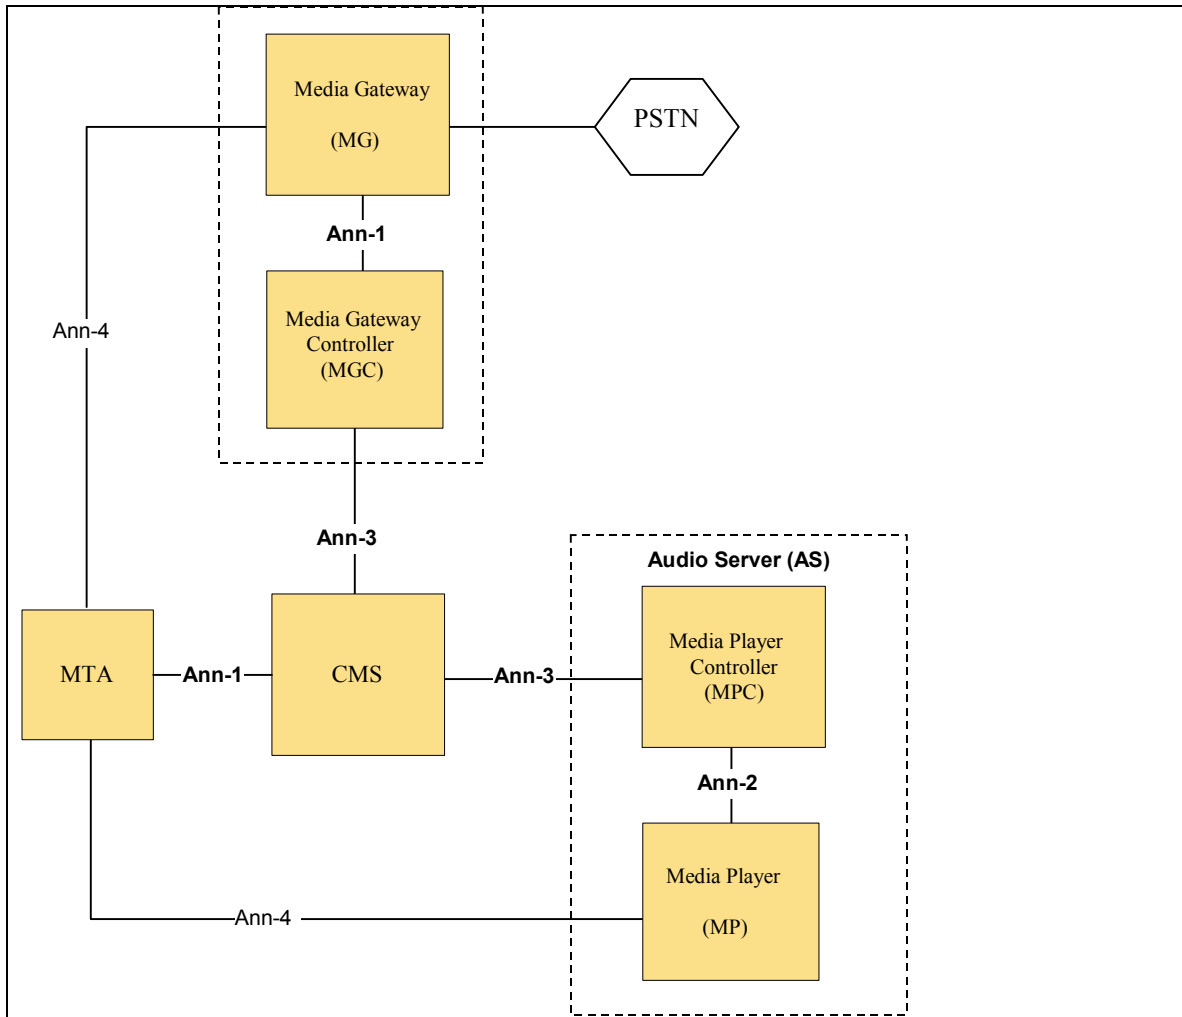 Media Gateway
(MG)
PSTN
Ann-1
Media Gateway
Controller
(MGC)
Ann-4
Ann-3
Audio Server (AS)
MTA
Ann-1
CMS
Ann-3
Media Player
Controller
(MPC)
Ann-2
Media Player
(MP)
Ann-4